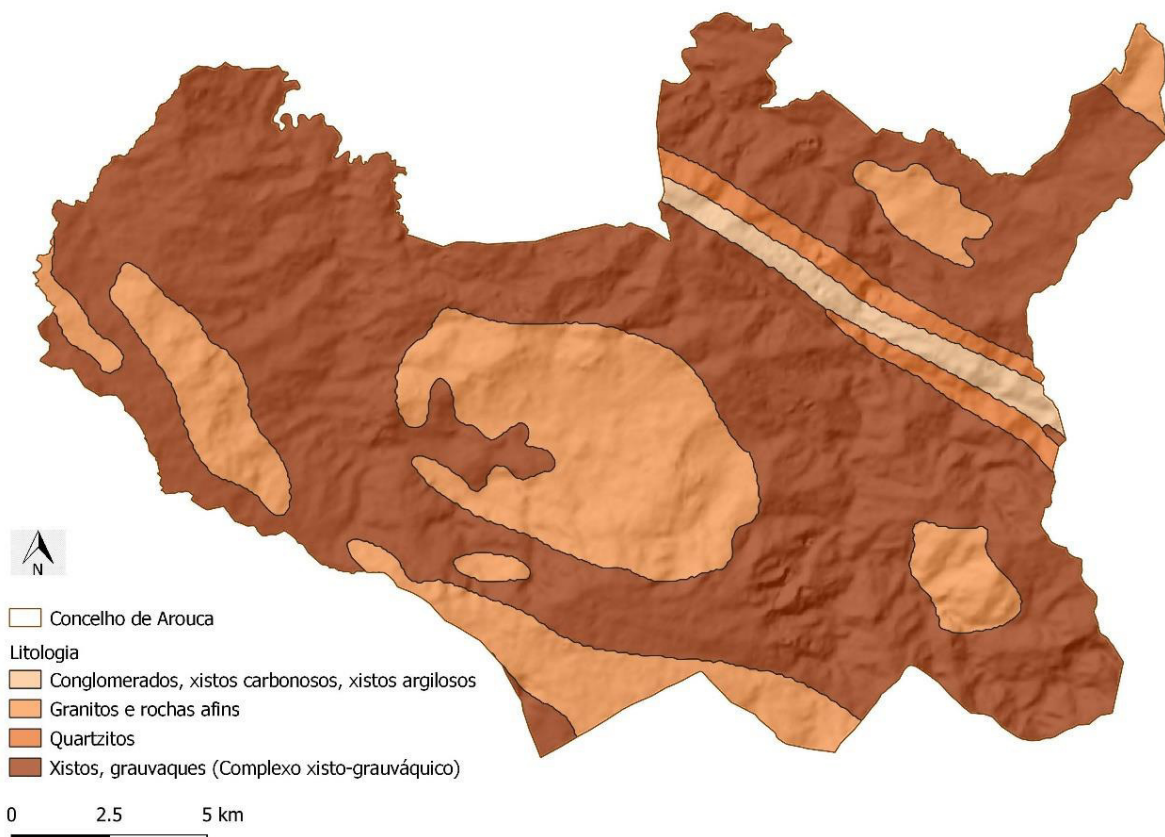 N
Concelho de Arouca
Litologia
Conglomerados, xistos carbonosos, xistos argilosos
Granitos e rochas afins
Quartzitos
Xistos, grauvaques (Complexo xisto-grauváquico)
0 2.5 5 km